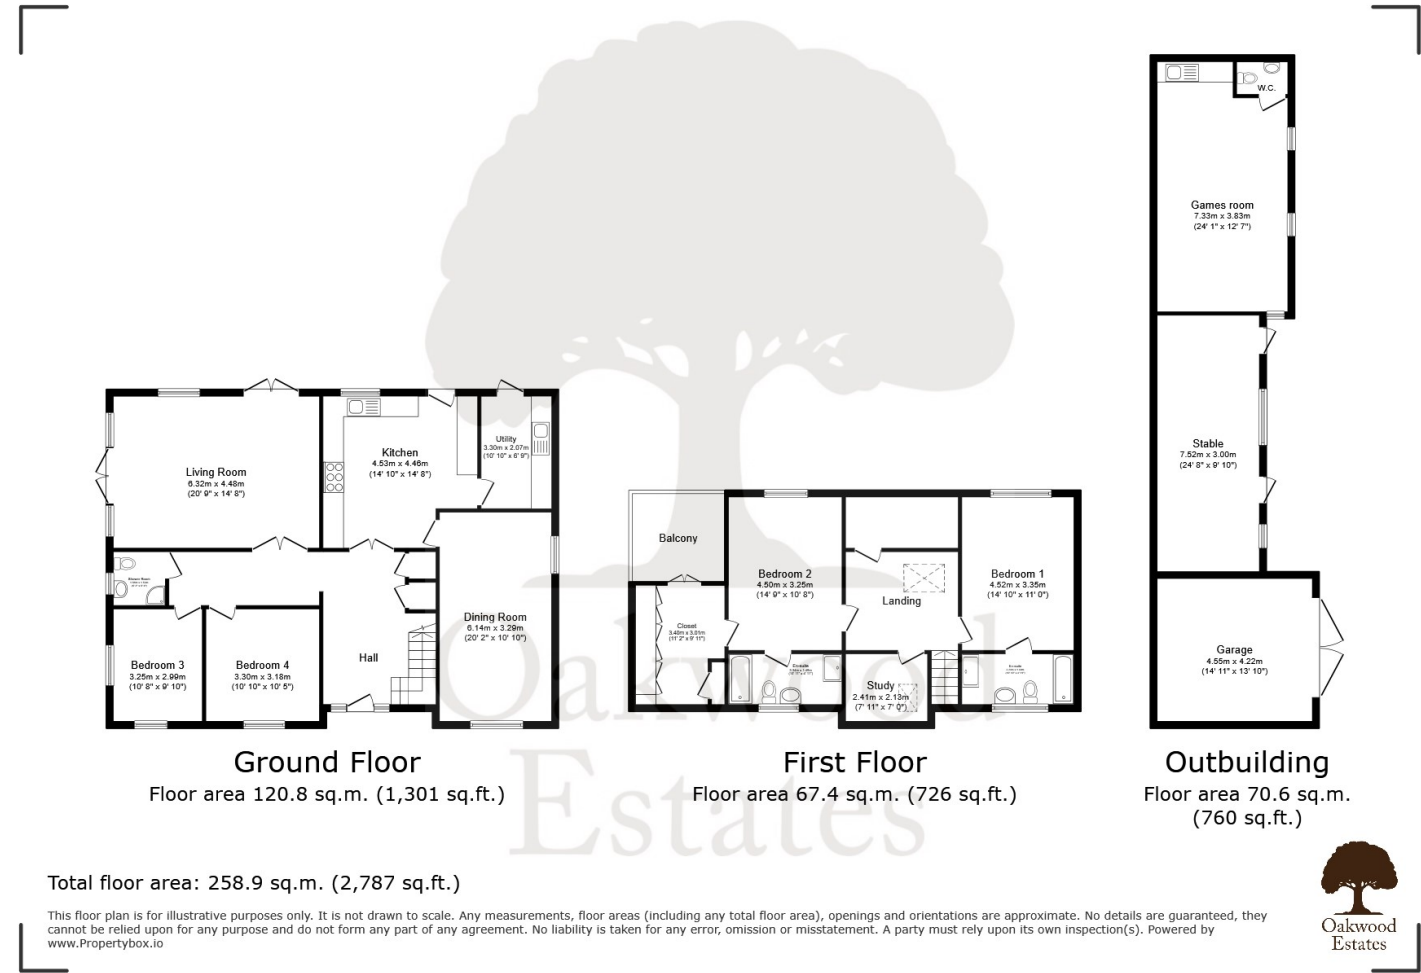 W.C.
Games room
7.33m x 3.83m
(24' 1" x 12' 7")
Stable
7.52m x 3.00m
(24' 8" x 9' 10")
Garage
4.55m x 4.22m
(14' 11" x 13' 10")
Living Room
6.32m x 4.48m
(20' 9" x 14' 8")
Kitchen
4.53m x 4.46m
(14' 10" x 14' 8")
Utility
3.30m x 2.07m
(10' 10" x 6' 9")
Dining Room
6.14m x 3.29m
(20' 2" x 10' 10")
Hall
Bedroom 3
3.25m x 2.99m
(10' 8" x 9' 10")
Bedroom 4
3.30m x 3.18m
(10' 10" x 10' 5")
Balcony
Closet
3.40m x 3.01m
(11' 2" x 9' 11")
Bedroom 2
4.50m x 3.25m
(14' 9" x 10' 8")
Landing
Bedroom 1
4.52m x 3.35m
(14' 10" x 11' 0")
Ensuite
Study
2.41m x 2.13m
(7' 11" x 7' 0")
Ensuite
Oakwood
Estates
Ground Floor
Floor area 120.8 sq.m. (1,301 sq.ft.)
First Floor
Floor area 67.4 sq.m. (726 sq.ft.)
Outbuilding
Floor area 70.6 sq.m.
(760 sq.ft.)
Total floor area: 258.9 sq.m. (2,787 sq.ft.)
This floor plan is for illustrative purposes only. It is not drawn to scale. Any measurements, floor areas (including any total floor area), openings and orientations are approximate. No details are guaranteed, they
cannot be relied upon for any purpose and do not form any part of any agreement. No liability is taken for any error, omission or misstatement. A party must rely upon its own inspection(s). Powered by
www.Propertybox.io
Oakwood
Estates